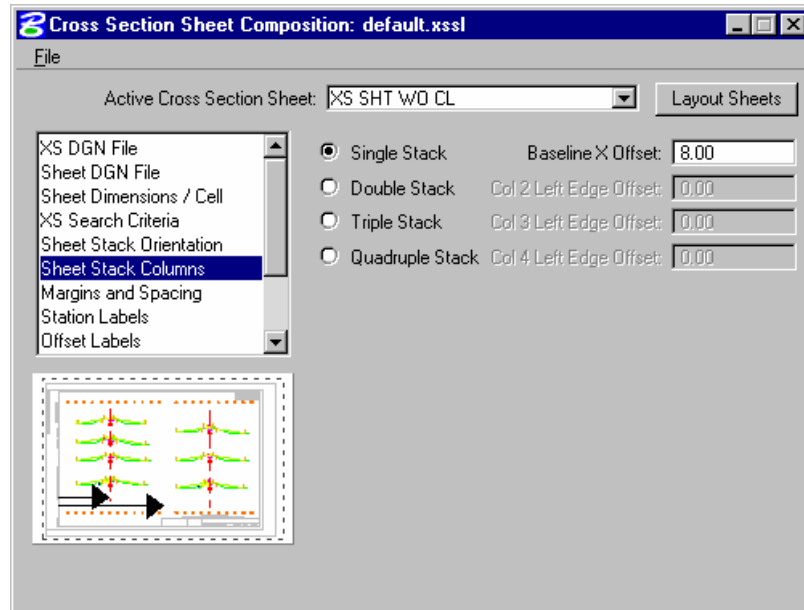 Cross Section Sheet Composition: default.xssl
File
Active Cross Section Sheet: XS SHT WO CL Layout Sheets
XS DGN File
Sheet DGN File
Sheet Dimensions / Cell
XS Search Criteria
Sheet Stack Orientation
Sheet Stack Columns
Margins and Spacing
Station Labels
Offset Labels
Single Stack Baseline X Offset: 8.00
Double Stack Col 2 Left Edge Offset: 0.00
Triple Stack Col 3 Left Edge Offset: 0.00
Quadruple Stack Col 4 Left Edge Offset: 0.00